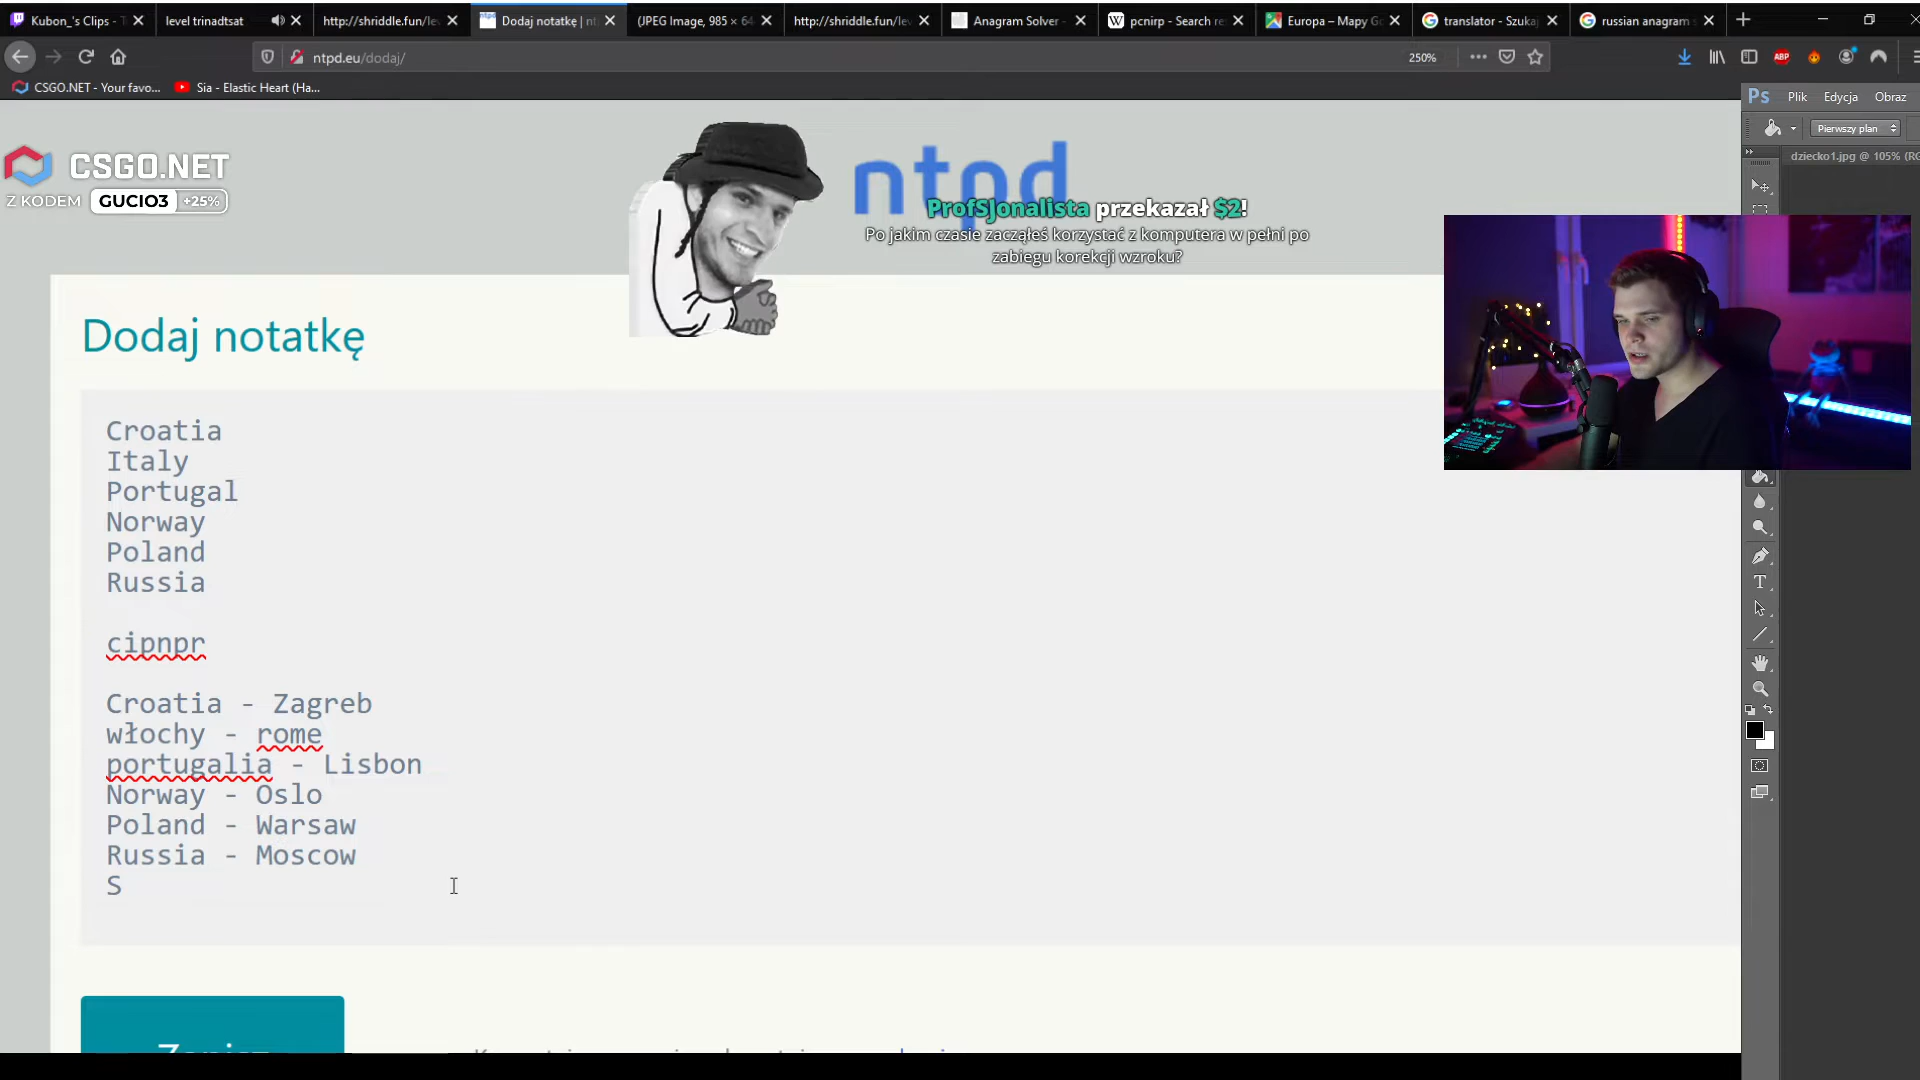 Kubon_'s Clips - T
level trinadtsat
http://shriddle.fun/le
Dodaj notatkę | nt
(JPEG Image, 985 × 64
http://shriddle.fun/le
Anagram Solver -
pcnirp - Search re
Europa – Mapy G
translator - Szuka
russian anagram s
ntpd.eu/dodaj/
250%
ABP
CSGO.NET - Your favo...
Sia - Elastic Heart (Ha...
Ps
Plik
Edycja
Obraz
Pierwszy plan
dziecko1.jpg @ 105% (RG
CSGO.NET
Z KODEM
GUCIO3
+25%
ntpd
ProfSJonalista przekazał $2!
Po jakim czasie zacząłeś korzystać z komputera w pełni po
zabiegu korekcji wzroku?
Dodaj notatkę
Croatia
Italy
Portugal
Norway
Poland
Russia
cipnpr
Croatia - Zagreb
włochy - rome
portugalia - Lisbon
Norway - Oslo
Poland - Warsaw
Russia - Moscow
S